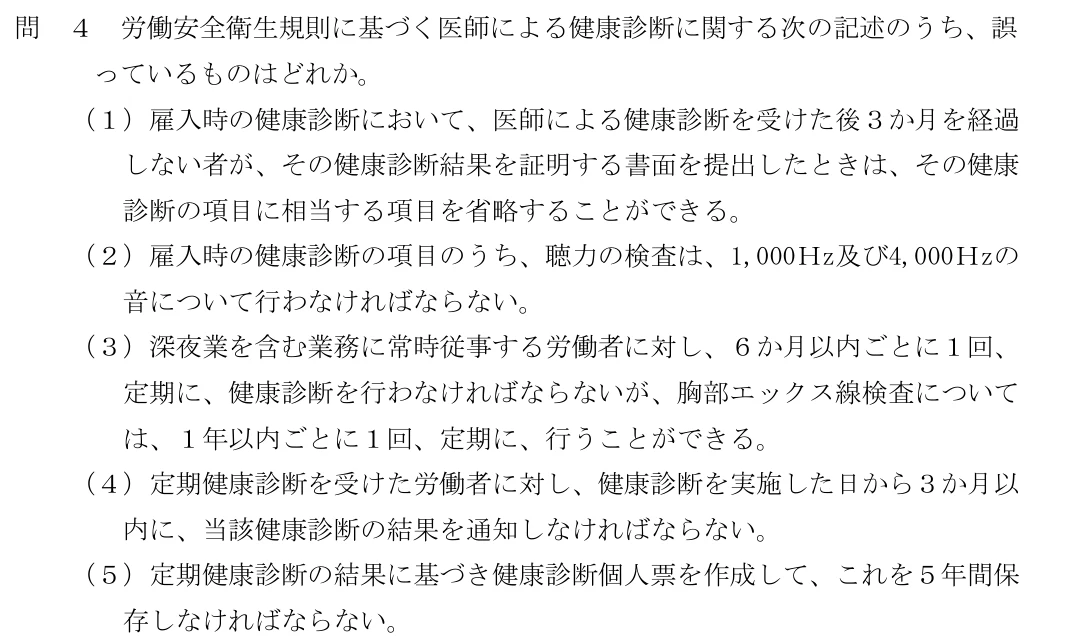 問　４　労働安全衛生規則に基づく医師による健康診断に関する次の記述のうち、誤
っているものはどれか。
（１）雇入時の健康診断において、医師による健康診断を受けた後３か月を経過
しない者が、その健康診断結果を証明する書面を提出したときは、その健康
診断の項目に相当する項目を省略することができる。
（２）雇入時の健康診断の項目のうち、聴力の検査は、1,000Hz及び4,000Hzの
音について行わなければならない。
（３）深夜業を含む業務に常時従事する労働者に対し、６か月以内ごとに１回、
定期に、健康診断を行わなければならないが、胸部エックス線検査について
は、１年以内ごとに１回、定期に、行うことができる。
（４）定期健康診断を受けた労働者に対し、健康診断を実施した日から３か月以
内に、当該健康診断の結果を通知しなければならない。
（５）定期健康診断の結果に基づき健康診断個人票を作成して、これを５年間保
存しなければならない。